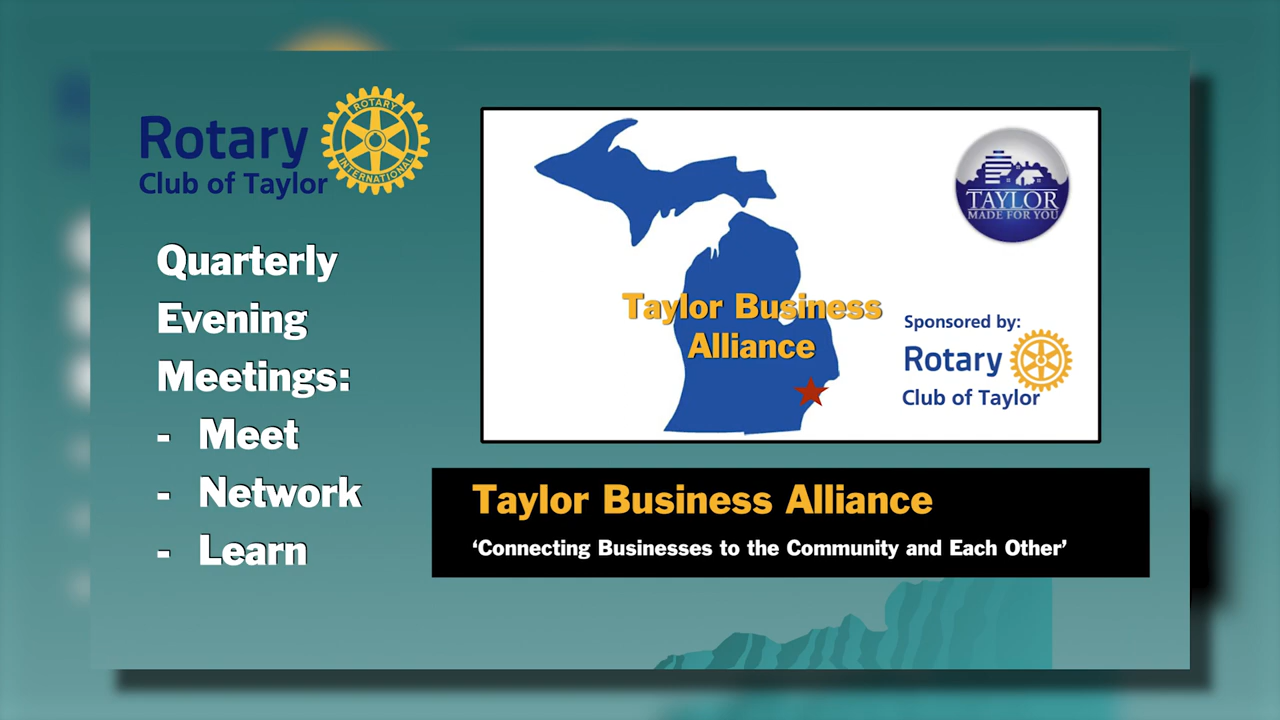 Rotary
Club of Taylor
ROTARY
INTERNATIONAL
Quarterly
Evening
Meetings:
- Meet
- Network
- Learn
TAYLOR
MADE FOR YOU
Taylor Business
Alliance
Sponsored by:
Rotary
Club of Taylor
Taylor Business Alliance
‘Connecting Businesses to the Community and Each Other’